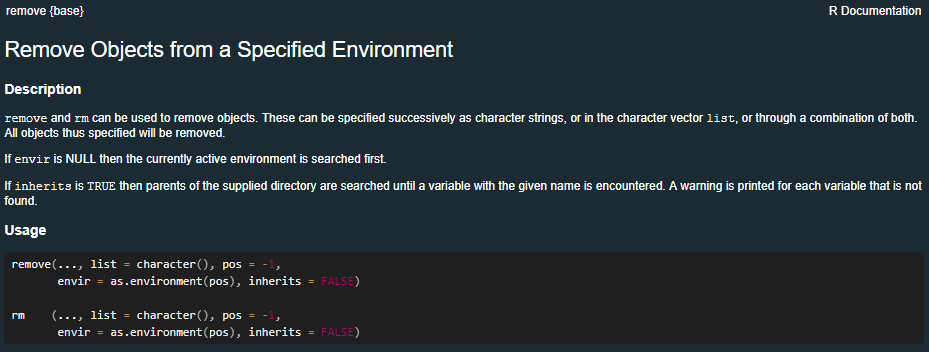 remove {base}
R Documentation
Remove Objects from a Specified Environment
Description
remove and rm can be used to remove objects. These can be specified successively as character strings, or in the character vector list, or through a combination of both.
All objects thus specified will be removed.
If envir is NULL then the currently active environment is searched first.
If inherits is TRUE then parents of the supplied directory are searched until a variable with the given name is encountered. A warning is printed for each variable that is not
found.
Usage
remove(..., list = character(), pos = -1,
       envir = as.environment(pos), inherits = FALSE)
rm    (..., list = character(), pos = -1,
       envir = as.environment(pos), inherits = FALSE)